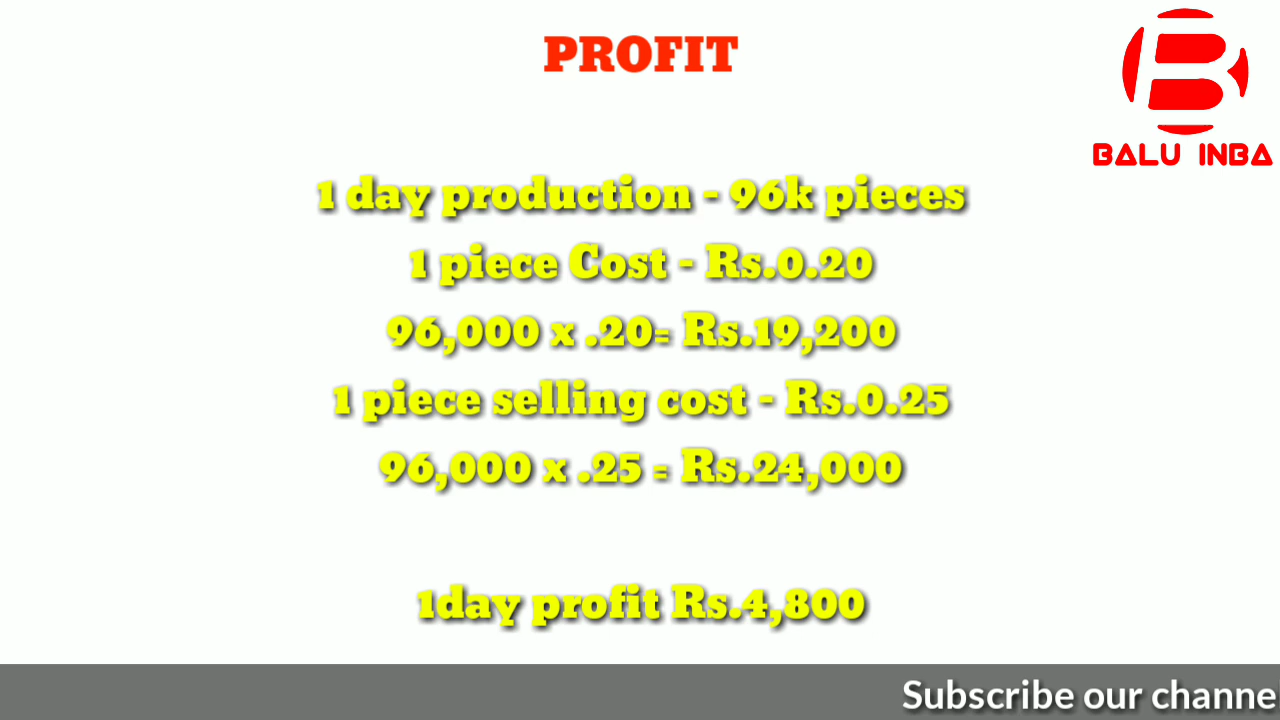 PROFIT
BALU INBA
1 day production - 96k pieces
1 piece Cost - Rs.0.20
96,000 x .20= Rs.19,200
1 piece selling cost - Rs.0.25
96,000 x .25 = Rs.24,000
1day profit Rs.4,800
Subscribe our channe